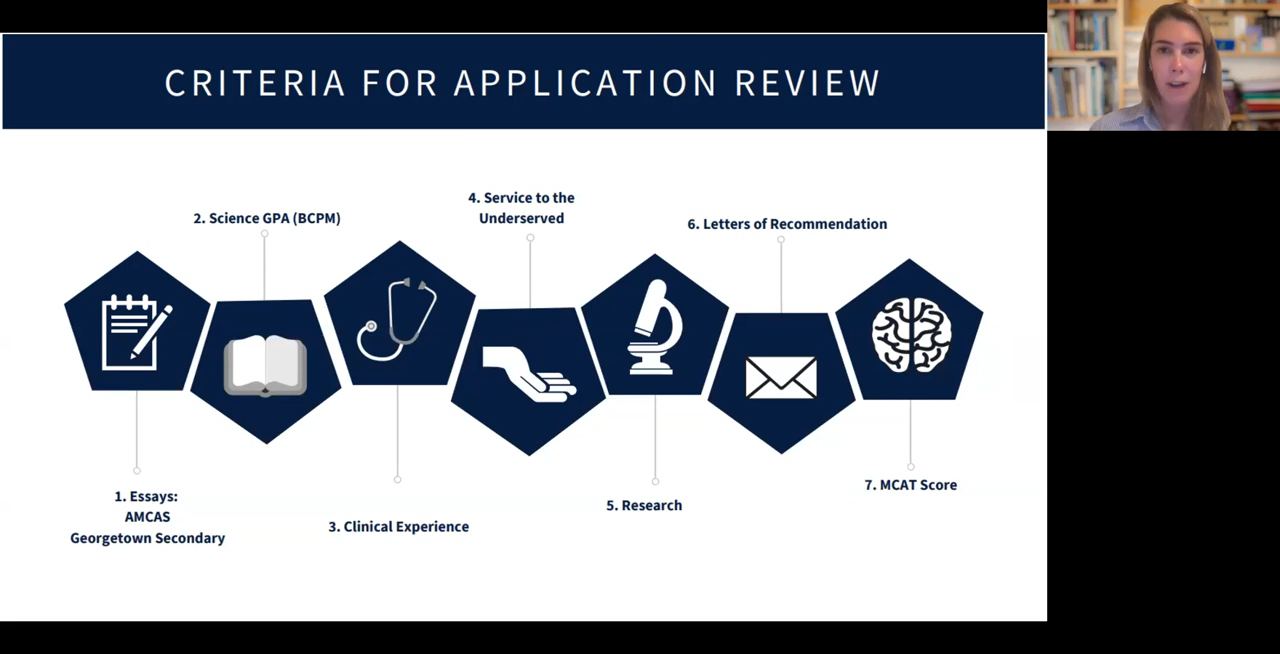 CRITERIA FOR APPLICATION REVIEW
1. Essays:
AMCAS
Georgetown Secondary
2. Science GPA (BCPM)
3. Clinical Experience
4. Service to the
Underserved
5. Research
6. Letters of Recommendation
7. MCAT Score